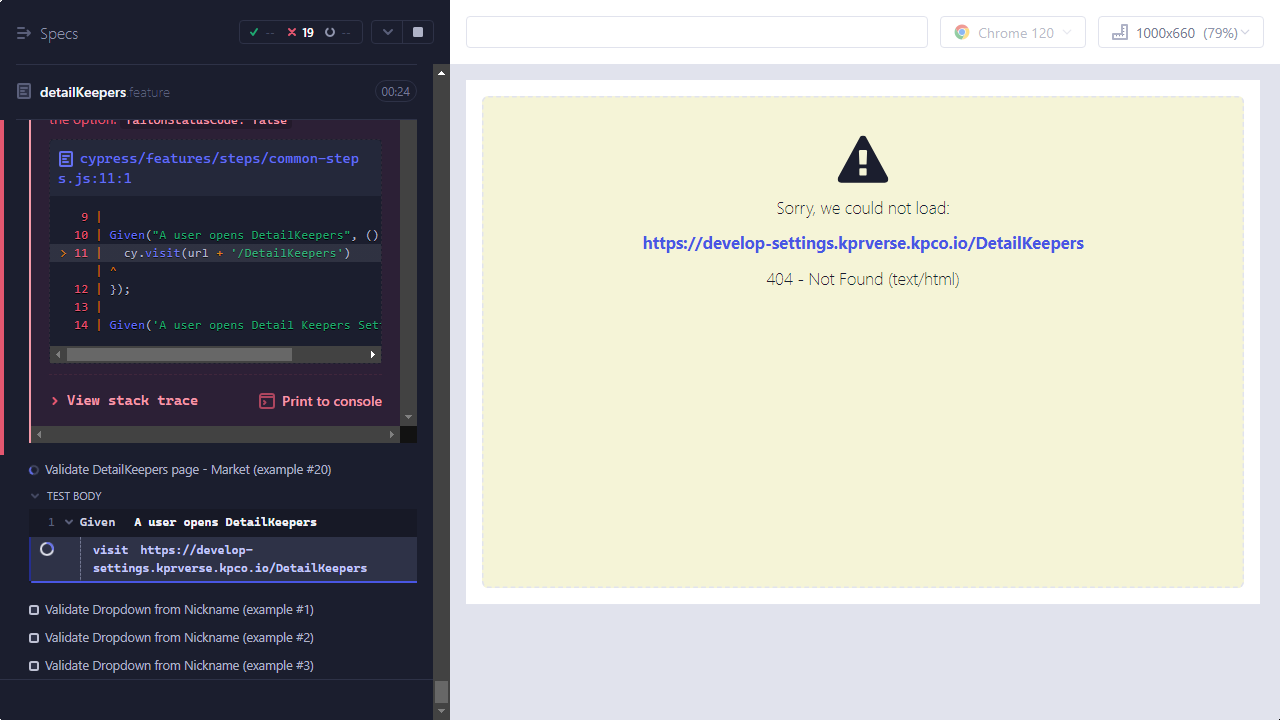 Specs
--
19
--
detailKeepers.feature
00:24
the option: failOnStatusCode: false
cypress/features/steps/common-step
s.js:11:1
9 |
10 | Given("A user opens DetailKeepers", ()
> 11 |   cy.visit(url + '/DetailKeepers')
| ^
12 | });
13 |
14 | Given('A user opens Detail Keepers Set
View stack trace
Print to console
Validate DetailKeepers page - Market (example #20)
TEST BODY
1 Given A user opens DetailKeepers
visit https://develop-
settings.kprverse.kpco.io/DetailKeepers
Validate Dropdown from Nickname (example #1)
Validate Dropdown from Nickname (example #2)
Validate Dropdown from Nickname (example #3)
Chrome 120
1000x660 (79%)
Sorry, we could not load:
https://develop-settings.kprverse.kpco.io/DetailKeepers
404 - Not Found (text/html)